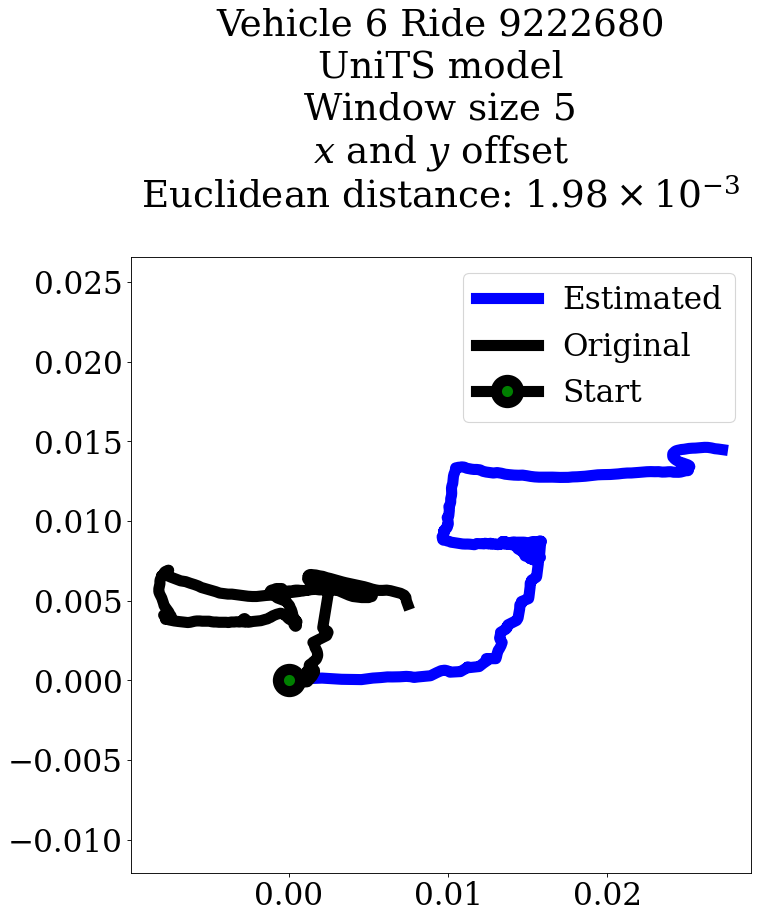 Vehicle 6 Ride 9222680
UniTS model
Window size 5
x and y offset
Euclidean distance: 1.98 × 10⁻³
Estimated
Original
Start
0.025
0.020
0.015
0.010
0.005
0.000
−0.005
−0.010
0.00 0.01 0.02